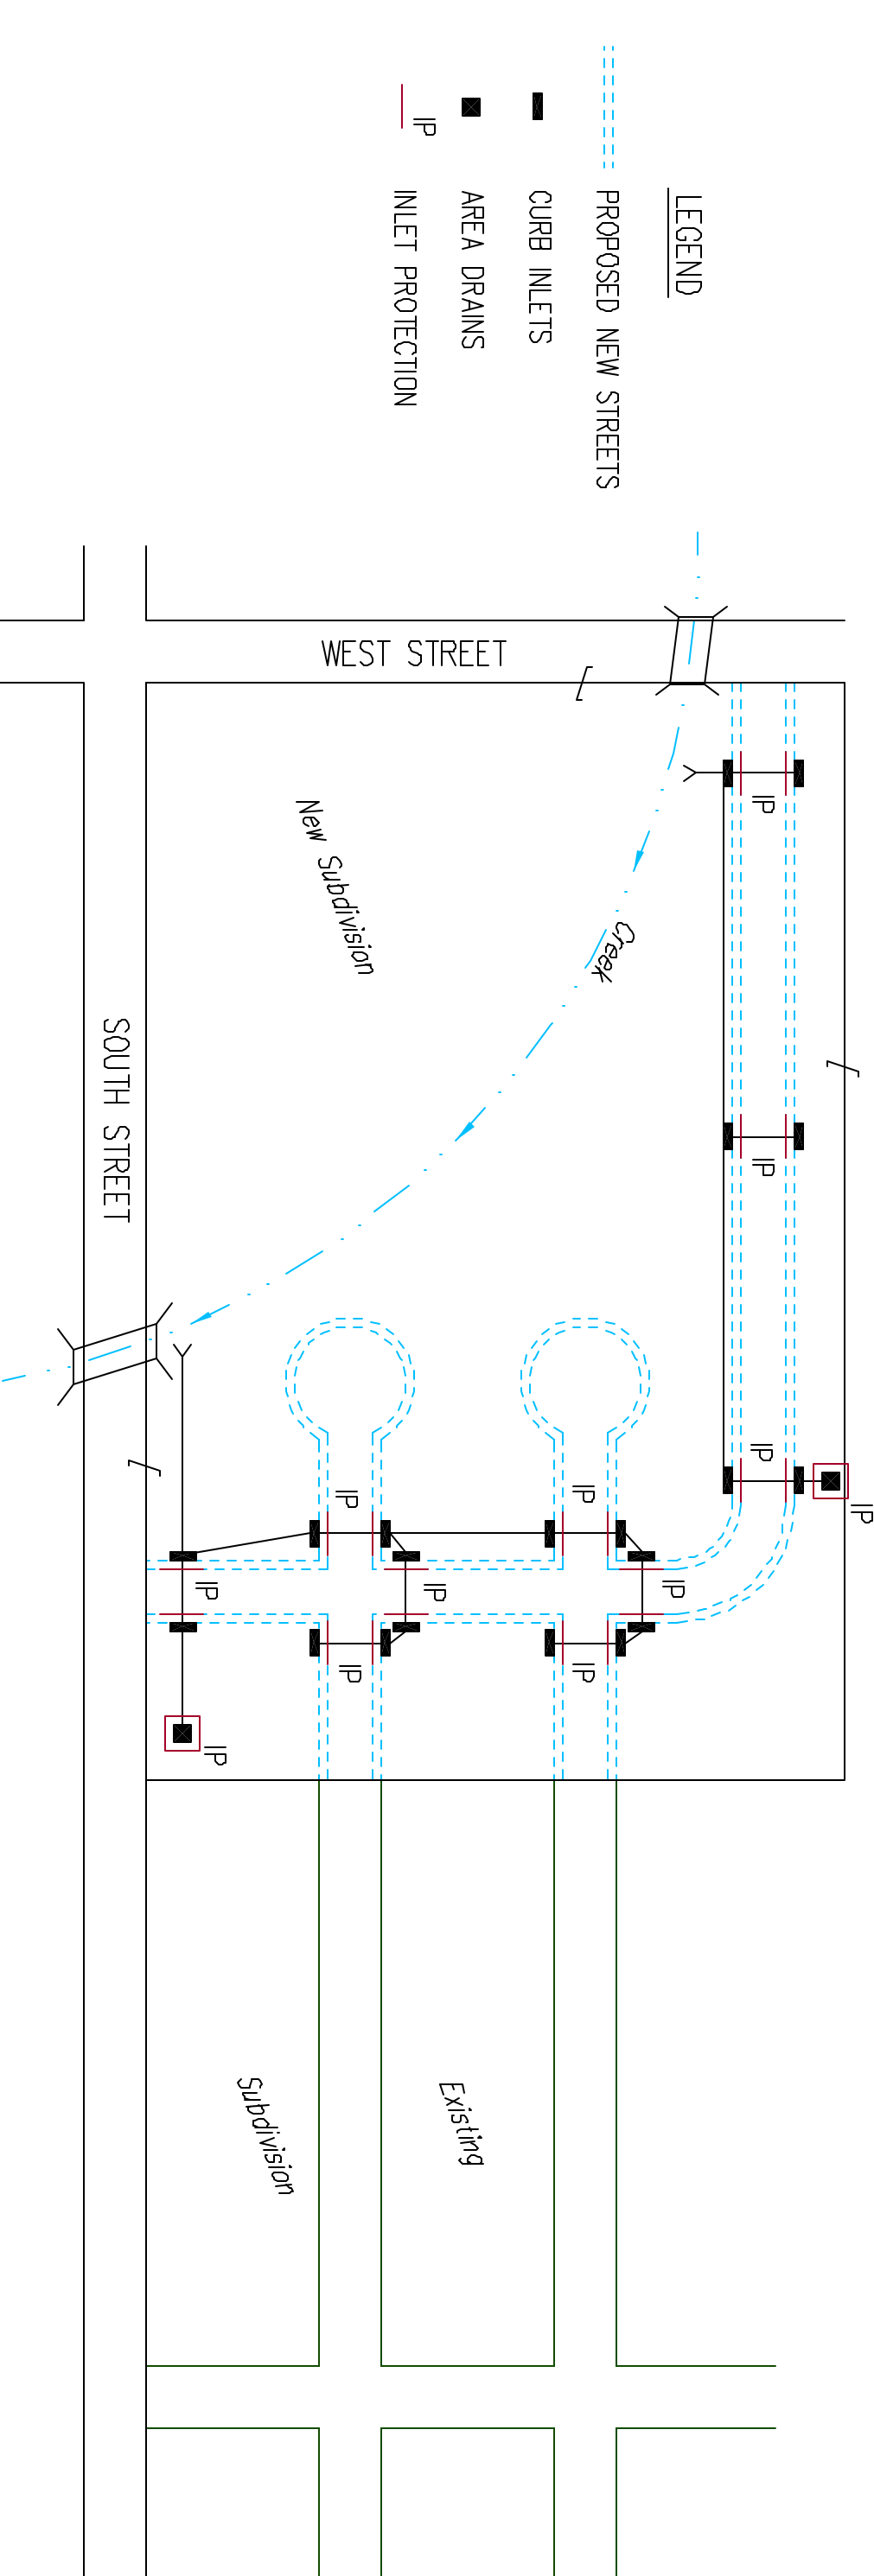 LEGEND
PROPOSED NEW STREETS
CURB INLETS
AREA DRAINS
IP
INLET PROTECTION
WEST STREET
New Subdivision
Creek
SOUTH STREET
IP
IP
IP
IP
IP
IP
IP
IP
IP
IP
IP
IP
Existing
Subdivision